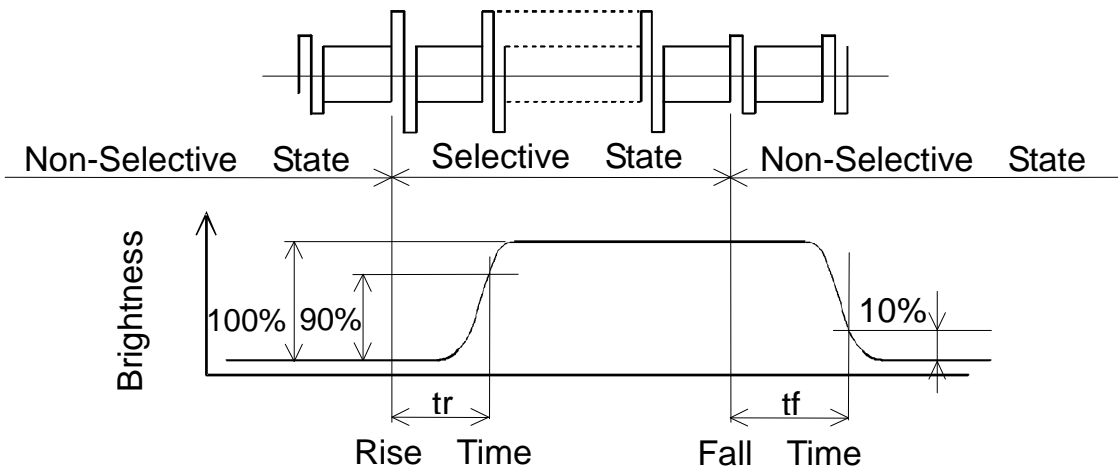 Non-Selective State Selective State Non-Selective State
Brightness
100% 90% 10%
tr tf
Rise Time Fall Time